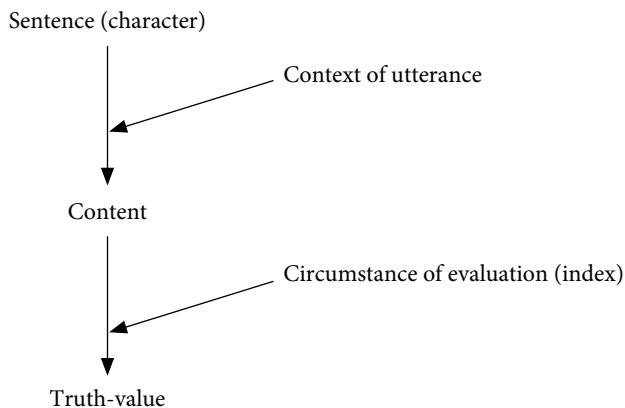 Sentence (character)
Context of utterance
Content
Circumstance of evaluation (index)
Truth-value